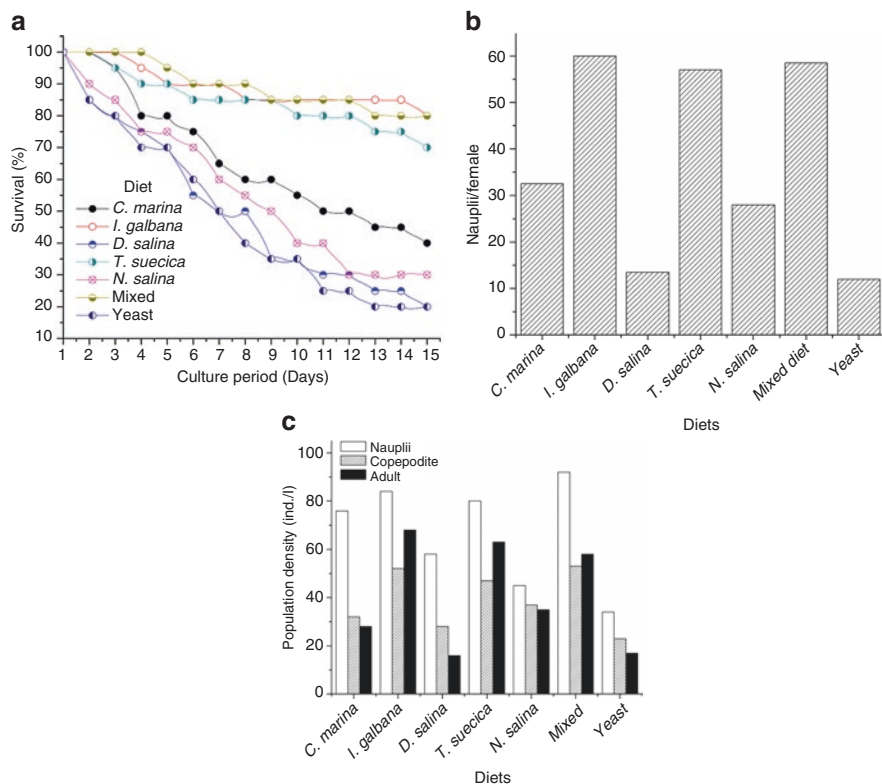 a
100
90
80
70
60
50
40
30
20
10
Survival (%)
Diet
C. marina
I. galbana
D. salina
T. suecica
N. salina
Mixed
Yeast
1 2 3 4 5 6 7 8 9 10 11 12 13 14 15
Culture period (Days)
b
60
50
40
30
20
10
0
Nauplii/female
C. marina
I. galbana
D. salina
T. suecica
N. salina
Mixed diet
Yeast
Diets
c
100
80
60
40
20
0
Population density (ind./l)
Nauplii
Copepodite
Adult
C. marina
I. galbana
D. salina
T. suecica
N. salina
Mixed
Yeast
Diets